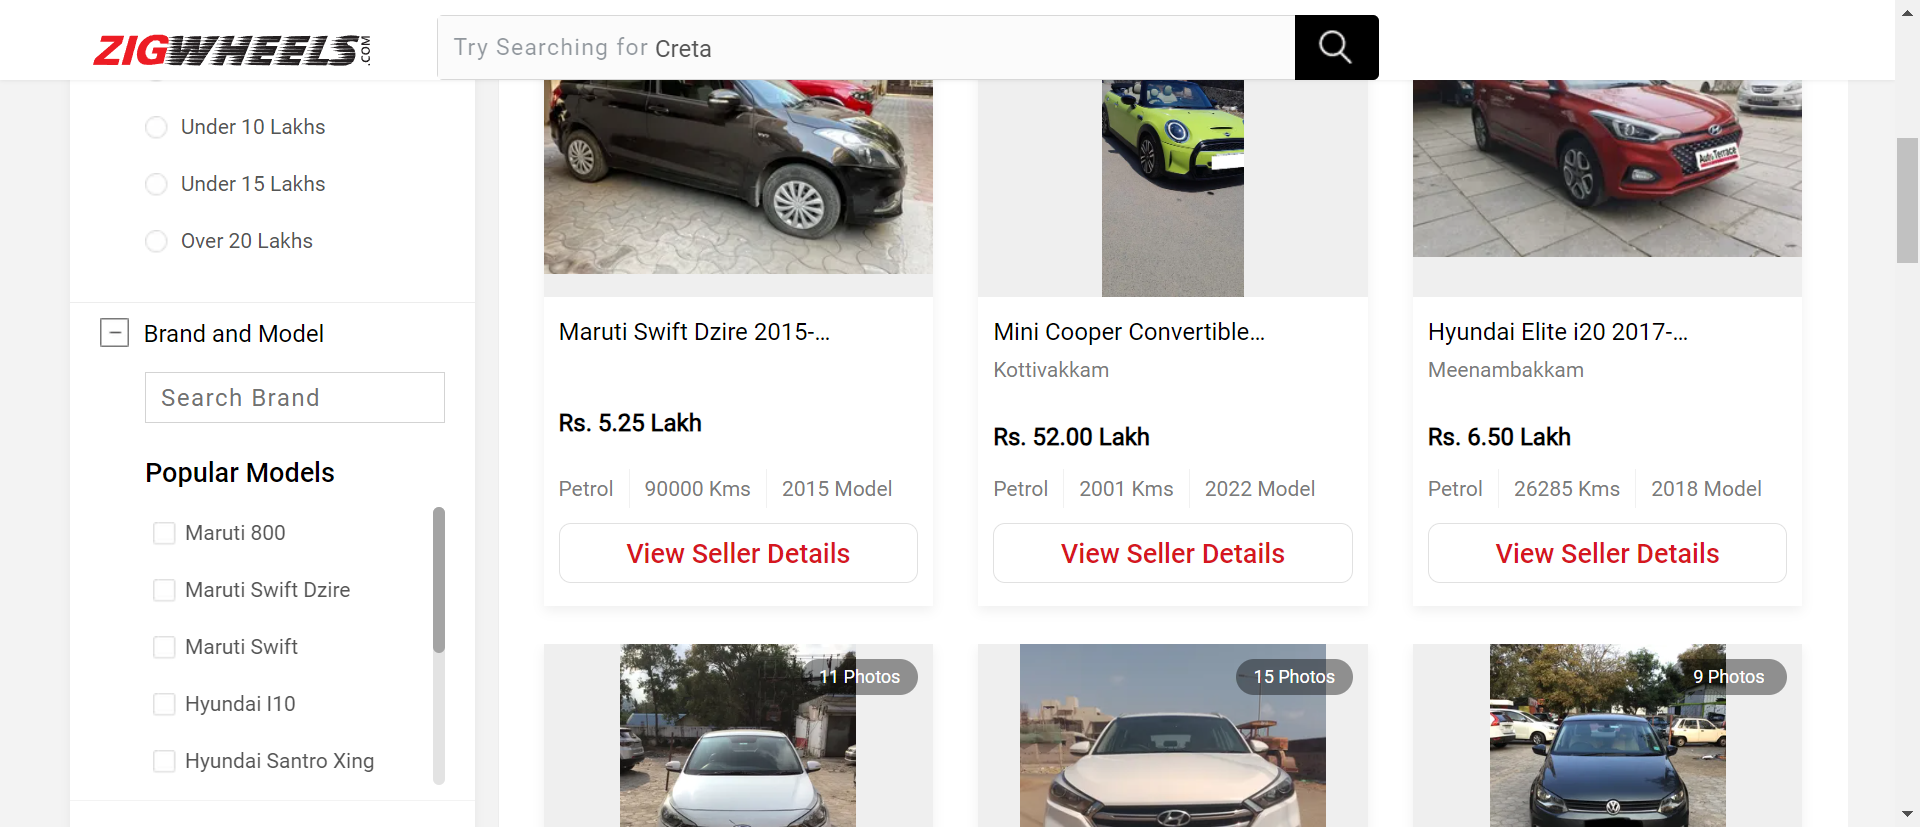 ZIGWHEELS.COM
Try Searching for Creta
Under 10 Lakhs
Under 15 Lakhs
Over 20 Lakhs
Brand and Model
Search Brand
Popular Models
Maruti 800
Maruti Swift Dzire
Maruti Swift
Hyundai I10
Hyundai Santro Xing
Auto Terrace
Maruti Swift Dzire 2015-...
Rs. 5.25 Lakh
Petrol 90000 Kms 2015 Model
View Seller Details
Mini Cooper Convertible...
Kottivakkam
Rs. 52.00 Lakh
Petrol 2001 Kms 2022 Model
View Seller Details
Hyundai Elite i20 2017-...
Meenambakkam
Rs. 6.50 Lakh
Petrol 26285 Kms 2018 Model
View Seller Details
11 Photos
15 Photos
9 Photos